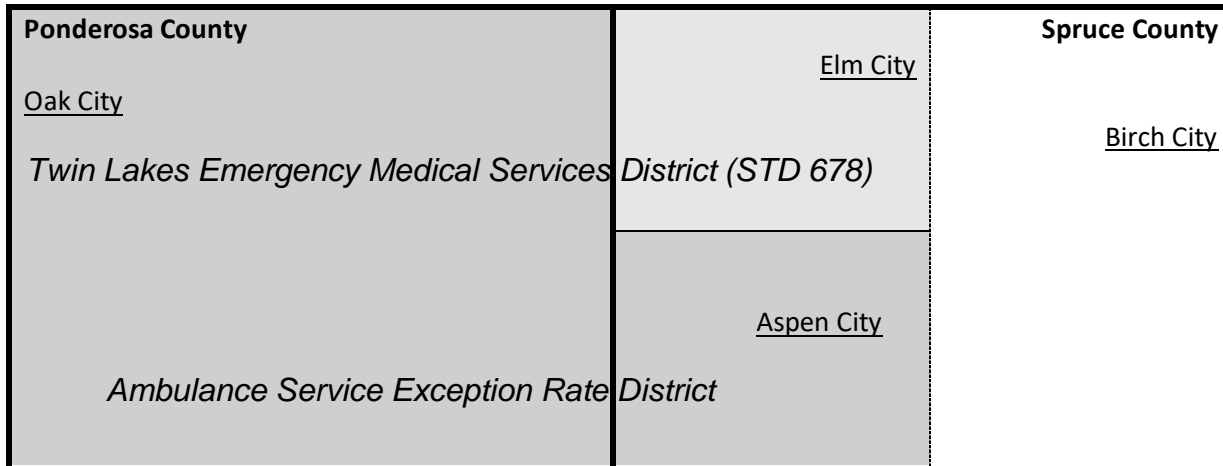 Ponderosa County
Spruce County
Elm City
Oak City
Birch City
Twin Lakes Emergency Medical Services District (STD 678)
Aspen City
Ambulance Service Exception Rate District